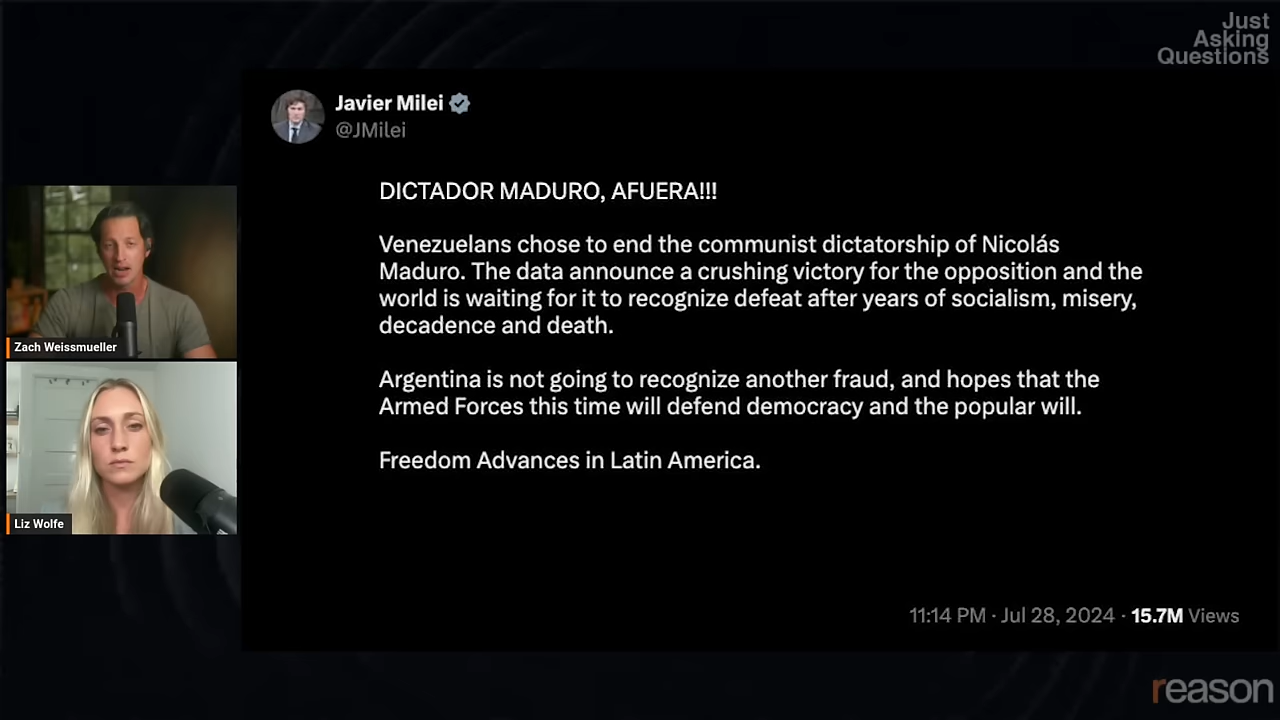 Just
Asking
Questions
Javier Milei
@JMilei
DICTADOR MADURO, AFUERA!!!
Venezuelans chose to end the communist dictatorship of Nicolás
Maduro. The data announce a crushing victory for the opposition and the
world is waiting for it to recognize defeat after years of socialism, misery,
decadence and death.
Argentina is not going to recognize another fraud, and hopes that the
Armed Forces this time will defend democracy and the popular will.
Freedom Advances in Latin America.
11:14 PM · Jul 28, 2024 · 15.7M Views
Zach Weissmueller
Liz Wolfe
reason